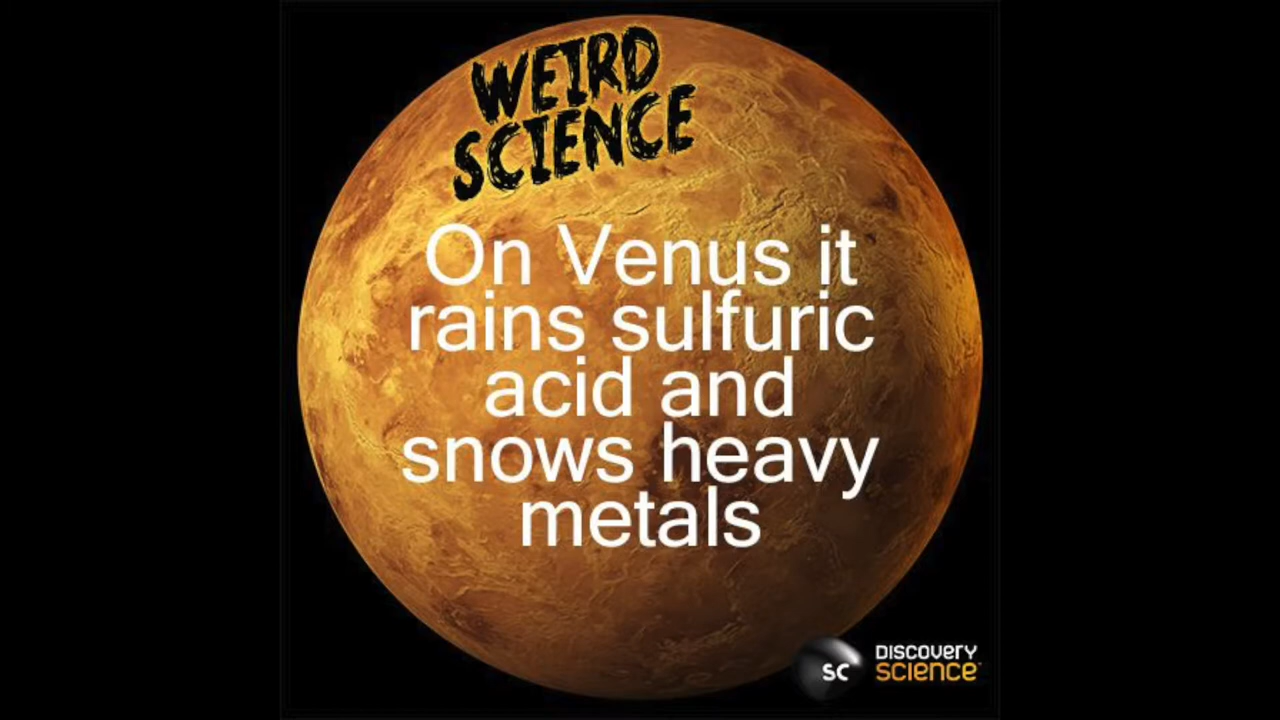 WEIRD
SCIENCE
On Venus it
rains sulfuric
acid and
snows heavy
metals
SC
DISCOVERY
SCIENCE